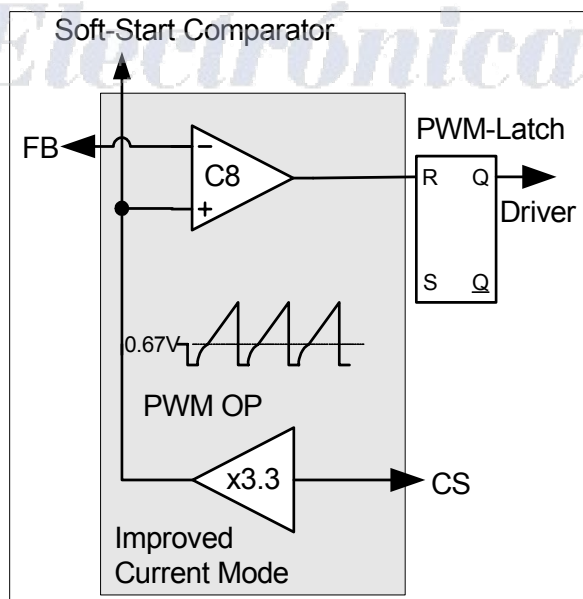 Electrónica
Soft-Start Comparator
FB
C8
PWM-Latch
R Q
Driver
S Q
0.67V
PWM OP
x3.3
CS
Improved
Current Mode